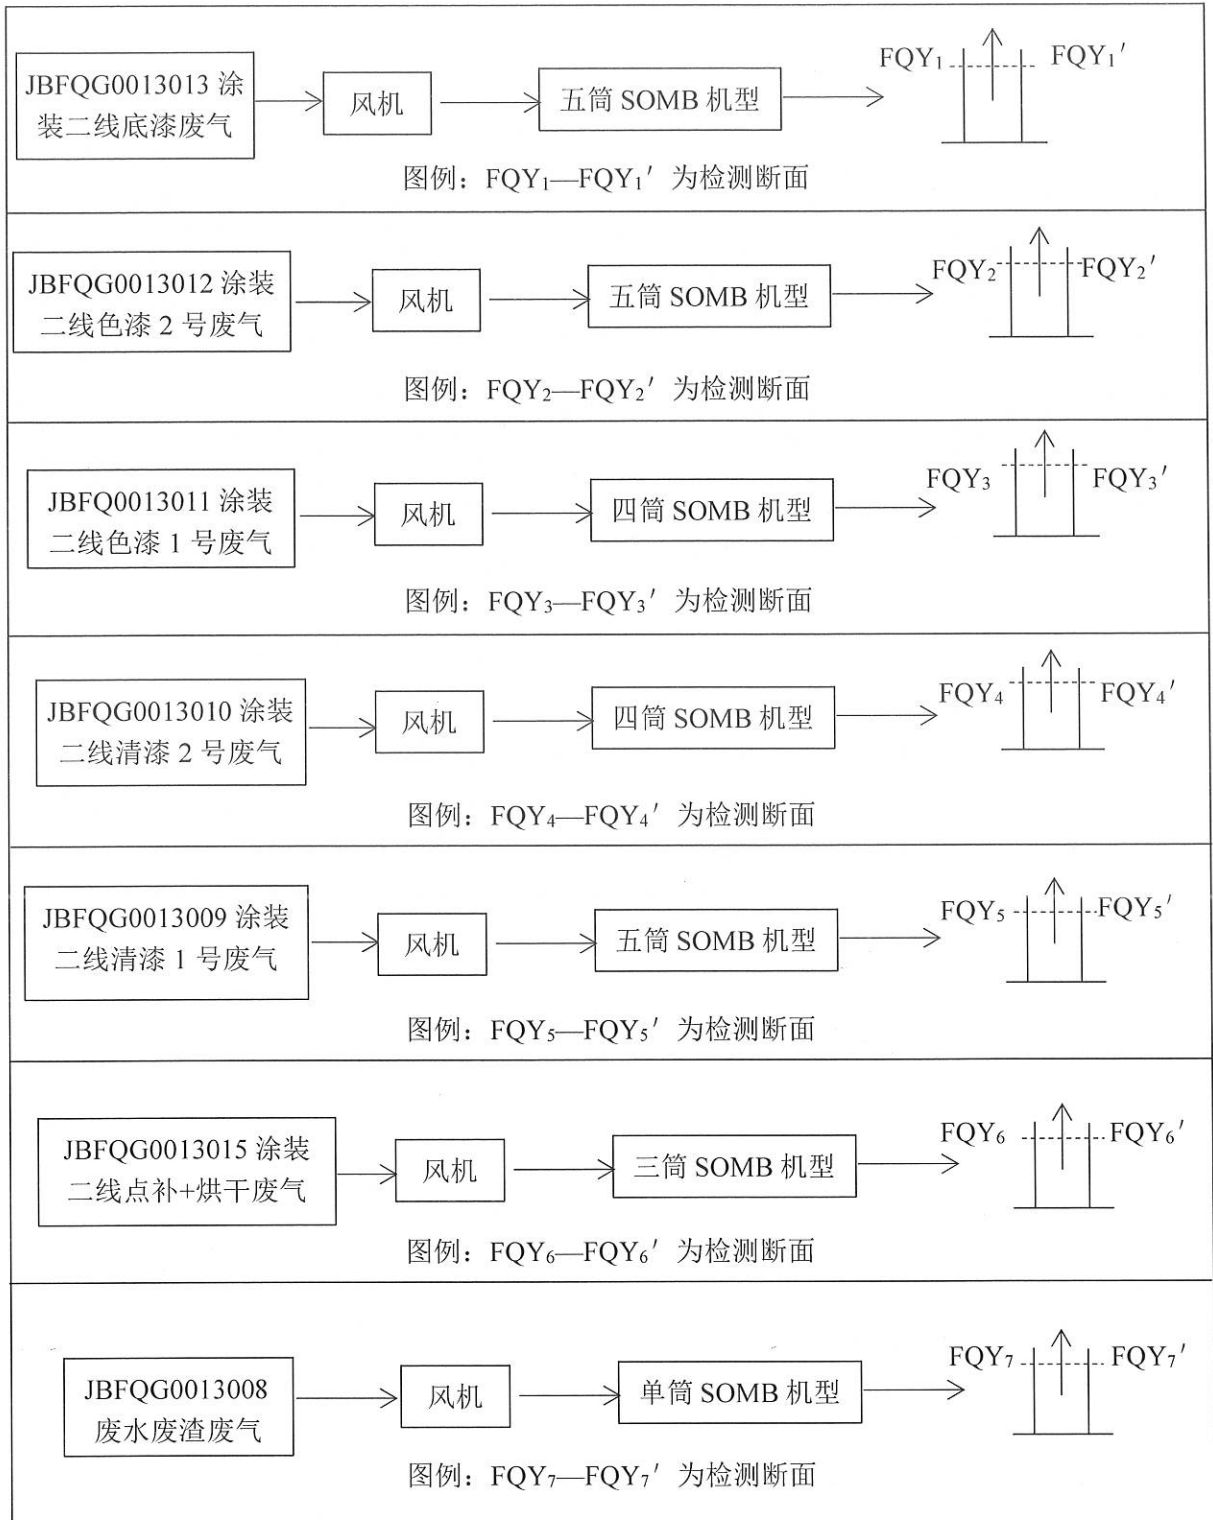 JBFQG0013013 涂
装二线底漆废气
风机
五筒 SOMB 机型
FQY₁
FQY₁′
图例：FQY₁—FQY₁′ 为检测断面
JBFQG0013012 涂装
二线色漆 2 号废气
风机
五筒 SOMB 机型
FQY₂
FQY₂′
图例：FQY₂—FQY₂′ 为检测断面
JBFQ0013011 涂装
二线色漆 1 号废气
风机
四筒 SOMB 机型
FQY₃
FQY₃′
图例：FQY₃—FQY₃′ 为检测断面
JBFQG0013010 涂装
二线清漆 2 号废气
风机
四筒 SOMB 机型
FQY₄
FQY₄′
图例：FQY₄—FQY₄′ 为检测断面
JBFQG0013009 涂装
二线清漆 1 号废气
风机
五筒 SOMB 机型
FQY₅
FQY₅′
图例：FQY₅—FQY₅′ 为检测断面
JBFQG0013015 涂装
二线点补+烘干废气
风机
三筒 SOMB 机型
FQY₆
FQY₆′
图例：FQY₆—FQY₆′ 为检测断面
JBFQG0013008
废水废渣废气
风机
单筒 SOMB 机型
FQY₇
FQY₇′
图例：FQY₇—FQY₇′ 为检测断面